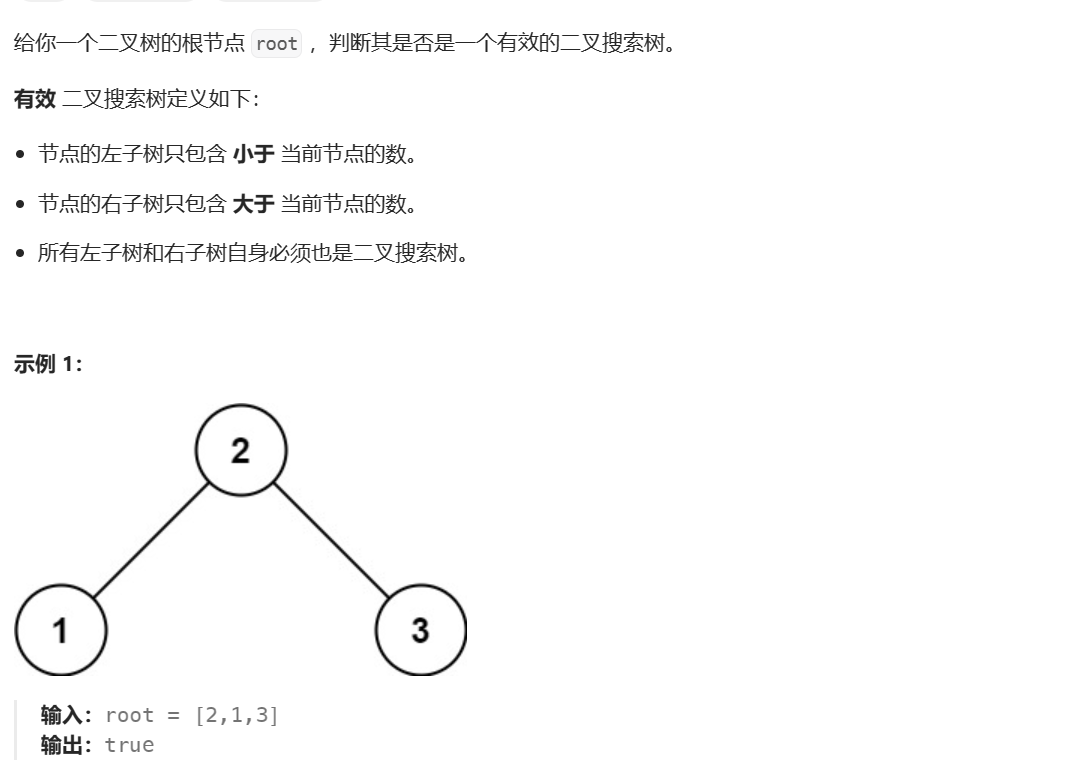 给你一个二叉树的根节点 root ，判断其是否是一个有效的二叉搜索树。
有效 二叉搜索树定义如下：
节点的左子树只包含 小于 当前节点的数。
节点的右子树只包含 大于 当前节点的数。
所有左子树和右子树自身必须也是二叉搜索树。
示例 1：
2
1
3
输入：root = [2,1,3]
输出：true